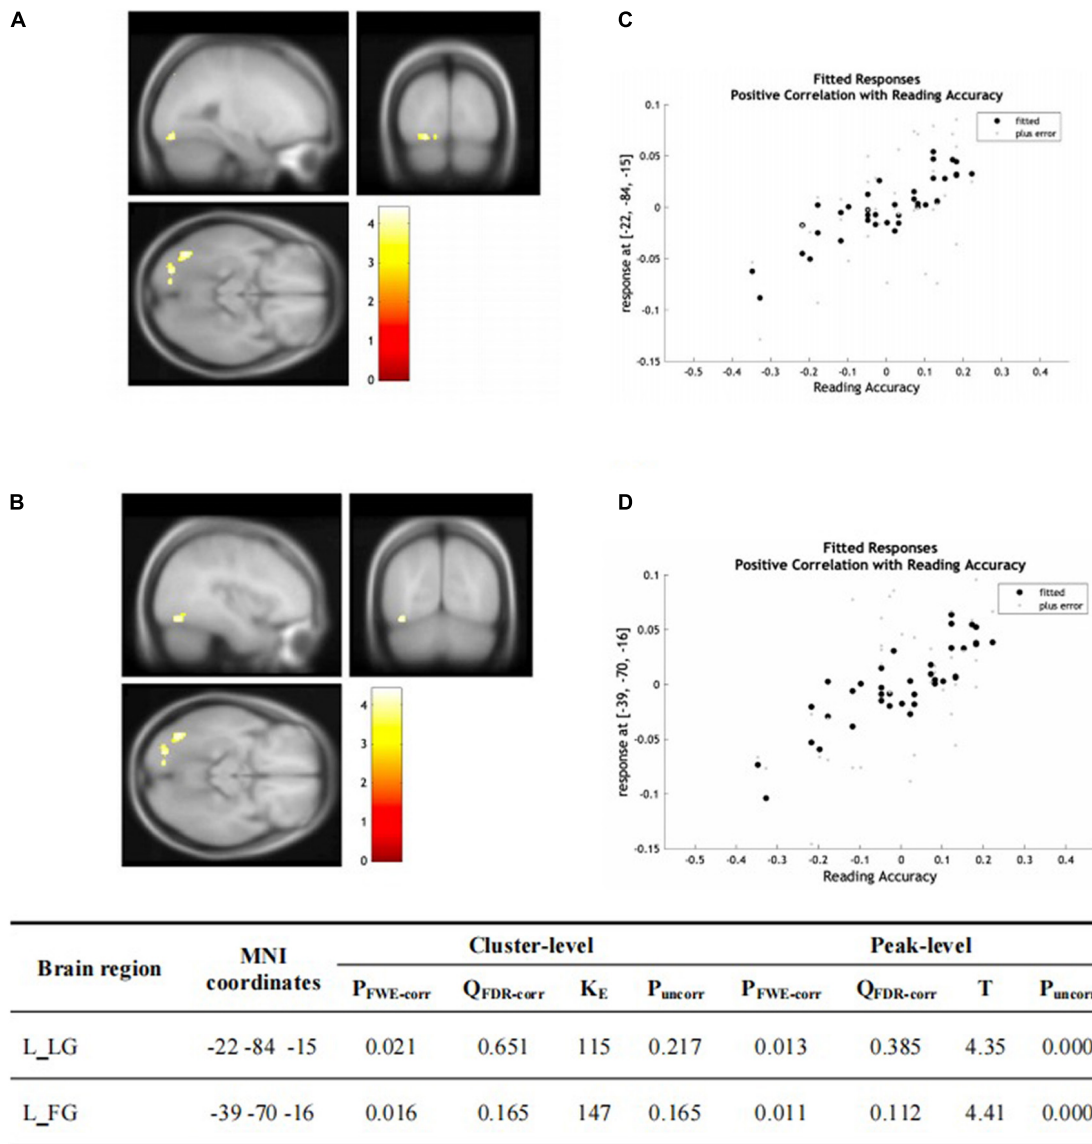 A
C
Fitted Responses
Positive Correlation with Reading Accuracy
fitted
plus error
0.1
0.05
0
-0.05
-0.1
-0.15
response at [-22, -84, -15]
-0.5 -0.4 -0.3 -0.2 -0.1 0 0.1 0.2 0.3 0.4
Reading Accuracy
4
3
2
1
0
B
D
Fitted Responses
Positive Correlation with Reading Accuracy
fitted
plus error
0.1
0.05
0
-0.05
-0.1
-0.15
response at [-39, -70, -16]
-0.5 -0.4 -0.3 -0.2 -0.1 0 0.1 0.2 0.3 0.4
Reading Accuracy
4
3
2
1
0
Brain region MNI coordinates Cluster-level Peak-level
PFWE-corr QFDR-corr KE Puncorr PFWE-corr QFDR-corr T Puncorr
L_LG -22 -84 -15 0.021 0.651 115 0.217 0.013 0.385 4.35 0.000
L_FG -39 -70 -16 0.016 0.165 147 0.165 0.011 0.112 4.41 0.000